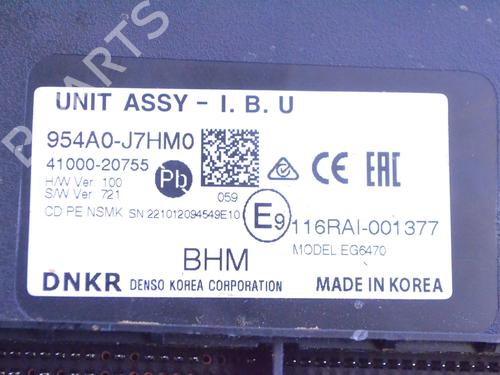 UNIT ASSY - I. B. U
954A0-J7HM0
41000-20755
H/W Ver: 100
S/W Ver: 721
Pb
059
CE EAC
CD PE NSMK SN 221012094549E10
E9 116RAI-001377
MODEL EG6470
BHM
DNKR DENSO KOREA CORPORATION MADE IN KOREA
PARTS